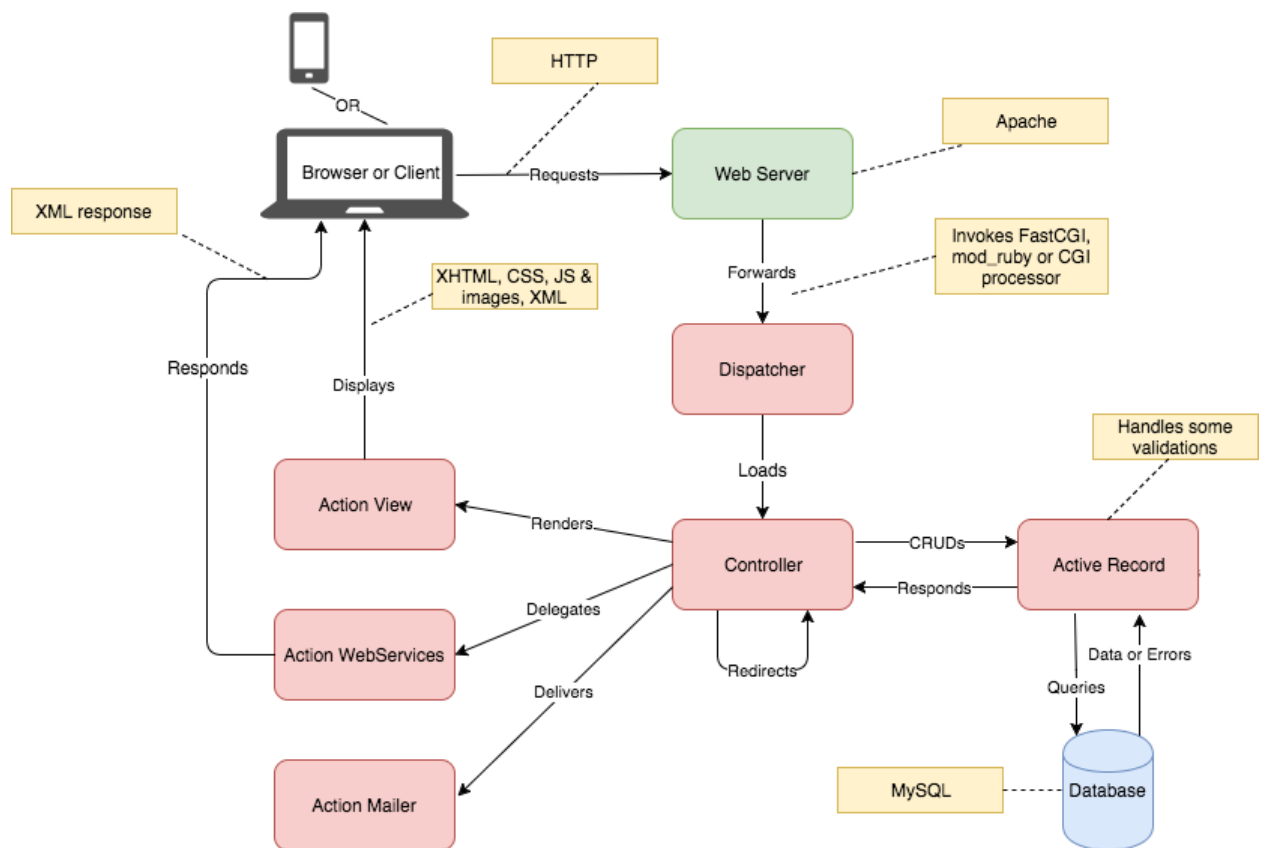 OR
HTTP
Apache
Browser or Client
Requests
Web Server
XML response
Invokes FastCGI,
mod_ruby or CGI
processor
Forwards
XHTML, CSS, JS &
images, XML
Responds
Displays
Dispatcher
Handles some
validations
Loads
Action View
Renders
Controller
CRUDs
Active Record
Responds
Delegates
Action WebServices
Redirects
Data or Errors
Queries
Delivers
Action Mailer
MySQL
Database